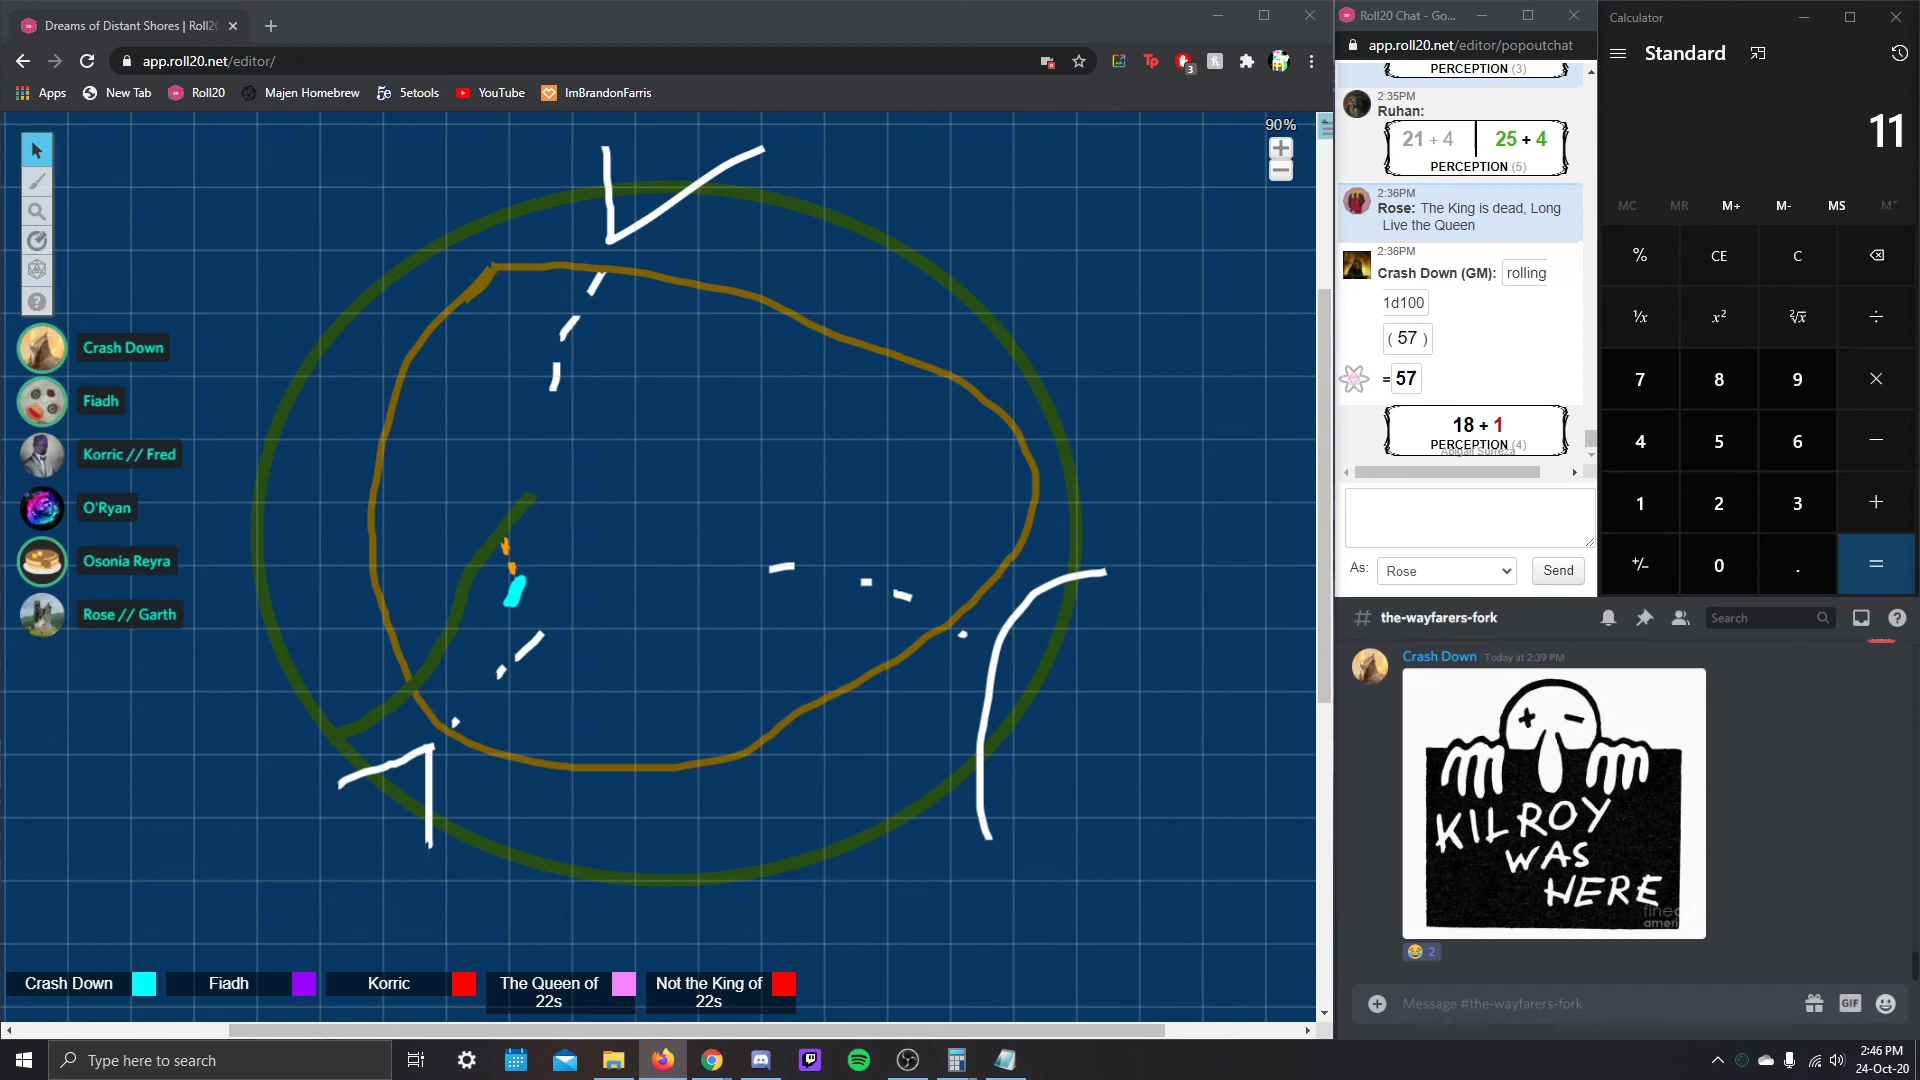 Dreams of Distant Shores | Roll20
app.roll20.net/editor/
Apps
New Tab
Roll20
Majen Homebrew
5etools
YouTube
ImBrandonFarris
90%
Crash Down
Fiadh
Korric // Fred
O'Ryan
Osonia Reyra
Rose // Garth
Crash Down
Fiadh
Korric
The Queen of
22s
Not the King of
22s
Roll20 Chat - Go...
app.roll20.net/editor/popoutchat
PERCEPTION (3)
2:35PM
Ruhan:
21 + 4
25 + 4
PERCEPTION (5)
2:36PM
Rose: The King is dead, Long
Live the Queen
2:36PM
Crash Down (GM): rolling
1d100
( 57 )
=57
18 + 1
PERCEPTION (4)
As:
Rose
Send
Calculator
Standard
11
MC MR M+ M- MS M˅
% CE C
¹/x x² ²√x ÷
7 8 9 ×
4 5 6 −
1 2 3 +
+/- 0 . =
# the-wayfarers-fork
Search
Crash Down Today at 2:39 PM
KILROY
WAS
HERE
2
Message #the-wayfarers-fork
GIF
Type here to search
2:46 PM
24-Oct-20